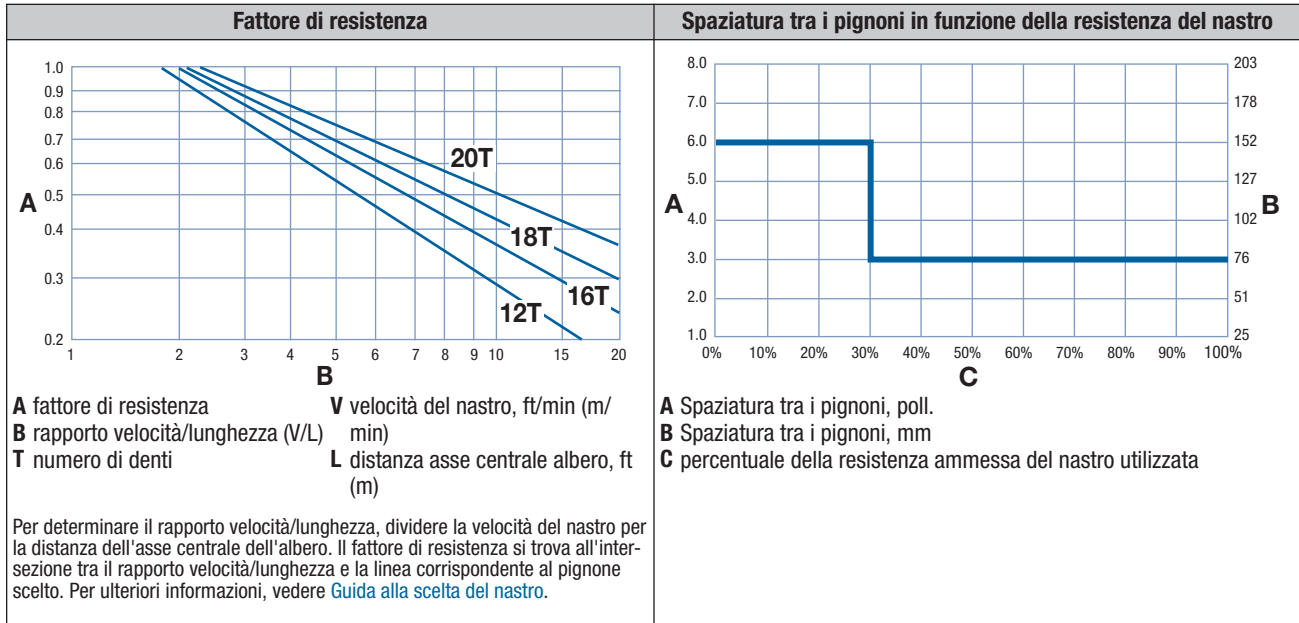 Fattore di resistenza
1.0
0.9
0.8
0.7
0.6
0.5
0.4
0.3
0.2
A
20T
18T
16T
12T
1 2 3 4 5 6 7 8 9 10 15 20
B
A fattore di resistenza
B rapporto velocità/lunghezza (V/L)
T numero di denti
V velocità del nastro, ft/min (m/
min)
L distanza asse centrale albero, ft
(m)
Per determinare il rapporto velocità/lunghezza, dividere la velocità del nastro per
la distanza dell'asse centrale dell'albero. Il fattore di resistenza si trova all'inter-
sezione tra il rapporto velocità/lunghezza e la linea corrispondente al pignone
scelto. Per ulteriori informazioni, vedere Guida alla scelta del nastro.
Spaziatura tra i pignoni in funzione della resistenza del nastro
8.0
7.0
6.0
5.0
4.0
3.0
2.0
1.0
A
203
178
152
127
102
76
51
25
B
0% 10% 20% 30% 40% 50% 60% 70% 80% 90% 100%
C
A Spaziatura tra i pignoni, poll.
B Spaziatura tra i pignoni, mm
C percentuale della resistenza ammessa del nastro utilizzata